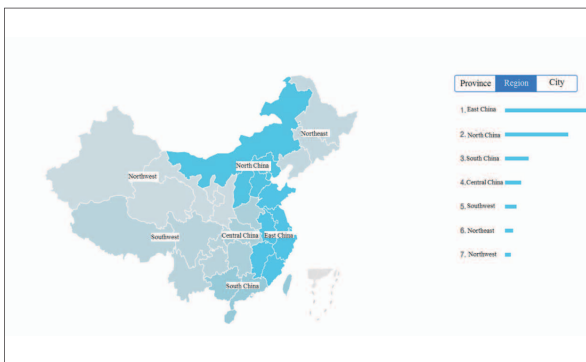 Province Region City
1. East China
2. North China
3. South China
4. Central China
5. Southwest
6. Northeast
7. Northwest
Northeast
North China
Northwest
Southwest
Central China
East China
South China